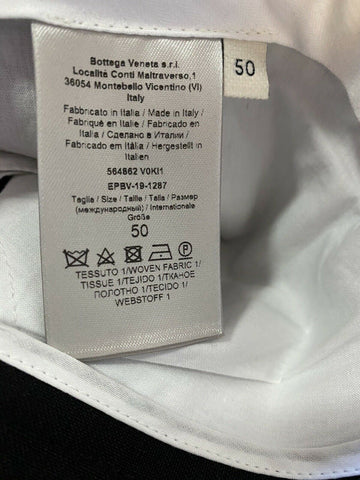 Bottega Veneta s.r.l.
Località Conti Maltraverso,1
36054 Montebello Vicentino (VI)
Italy
Fabbricato in Italia / Made in Italy /
Fabriqué en Italie / Fabricado en
Italia / Сделано в Италии /
Fabricado em Itália / Hergestellt in
Italien
564862 V0KI1
EPBV-19-1287
Taglia / Size / Taille / Talla / Размер
(международный) / Internationale
Größe
50
P
TESSUTO 1/WOVEN FABRIC 1/
TISSUE 1/TEJIDO 1/ТКАНОЕ
ПОЛОТНО 1/TECIDO 1/
WEBSTOFF 1
50